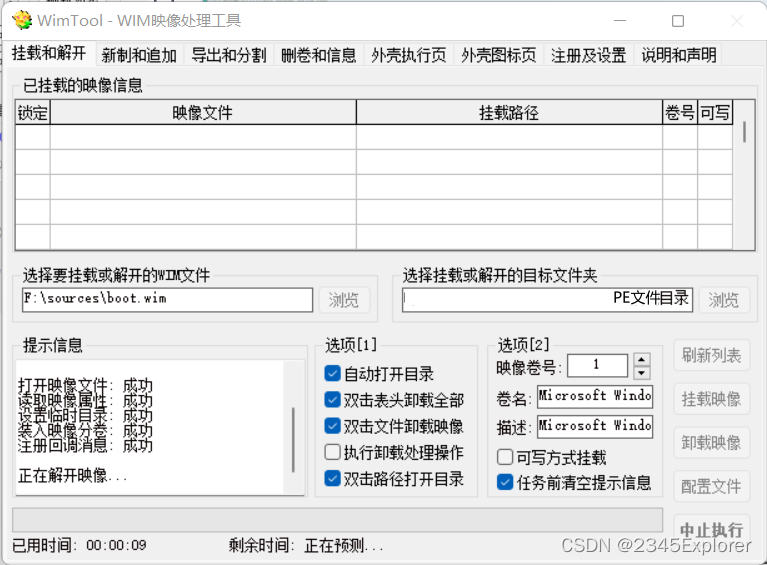 WimTool - WIM映像处理工具
挂载和解开 新制和追加 导出和分割 删卷和信息 外壳执行页 外壳图标页 注册及设置 说明和声明
已挂载的映像信息
锁定 映像文件 挂载路径 卷号 可写
选择要挂载或解开的WIM文件
F:\sources\boot.wim 浏览
选择挂载或解开的目标文件夹
PE文件目录 浏览
提示信息
打开映像文件: 成功
读取映像属性: 成功
设置临时目录: 成功
装入映像分卷: 成功
注册回调消息: 成功
正在解开映像...
选项[1]
自动打开目录
双击表头卸载全部
双击文件卸载映像
执行卸载处理操作
双击路径打开目录
选项[2]
映像卷号: 1
卷名: Microsoft Windo
描述: Microsoft Windo
可写方式挂载
任务前清空提示信息
刷新列表
挂载映像
卸载映像
配置文件
中止执行
已用时间: 00:00:09 剩余时间: 正在预测...
CSDN @2345Explorer